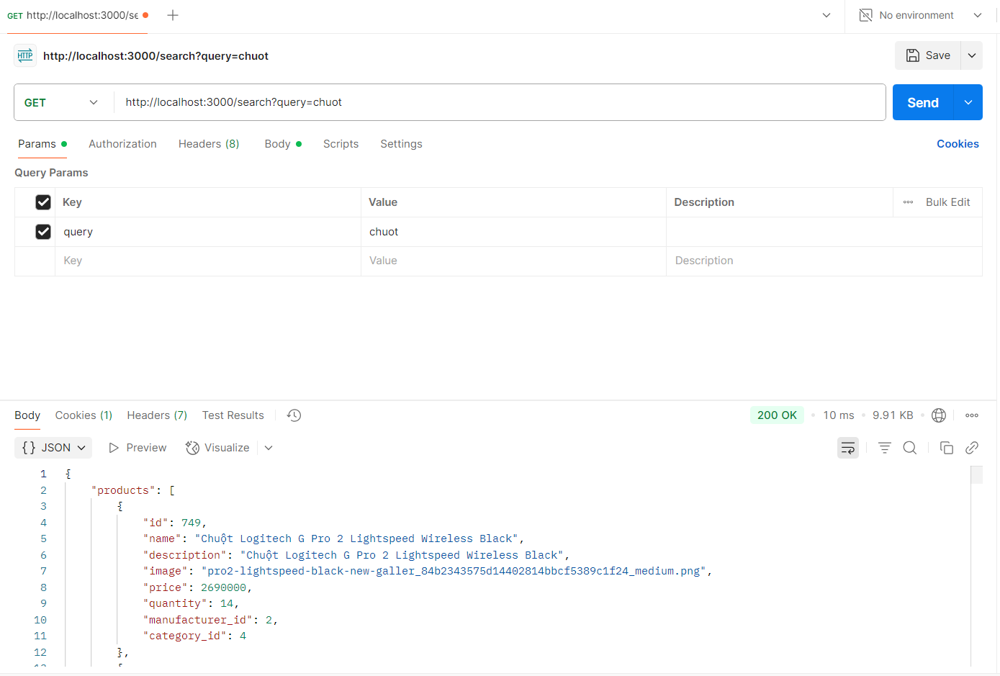 GET http://localhost:3000/se
No environment
HTTP http://localhost:3000/search?query=chuot
Save
GET http://localhost:3000/search?query=chuot
Send
Params Authorization Headers (8) Body Scripts Settings Cookies
Query Params
Key Value Description Bulk Edit
query chuot
Key Value Description
Body Cookies (1) Headers (7) Test Results 200 OK 10 ms 9.91 KB
{} JSON Preview Visualize
1 {
2 "products": [
3 {
4 "id": 749,
5 "name": "Chuột Logitech G Pro 2 Lightspeed Wireless Black",
6 "description": "Chuột Logitech G Pro 2 Lightspeed Wireless Black",
7 "image": "pro2-lightspeed-black-new-galler_84b2343575d14402814bbcf5389c1f24_medium.png",
8 "price": 2690000,
9 "quantity": 14,
10 "manufacturer_id": 2,
11 "category_id": 4
12 },